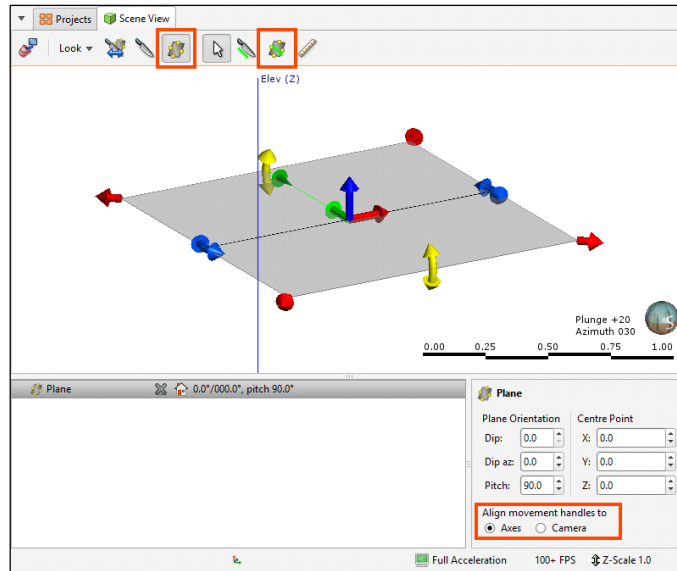 Projects Scene View
Look
Elev (Z)
Plunge +20
Azimuth 030
0.00 0.25 0.50 0.75 1.00
Plane 0.0°/000.0°, pitch 90.0°
Plane
Plane Orientation Centre Point
Dip: 0.0 X: 0.0
Dip az: 0.0 Y: 0.0
Pitch: 90.0 Z: 0.0
Align movement handles to
Axes Camera
Full Acceleration 100+ FPS Z-Scale 1.0